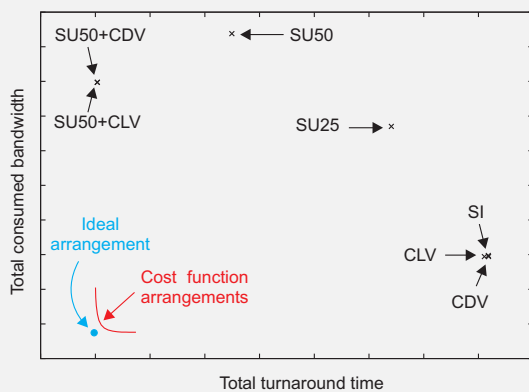 SU50+CDV
SU50
SU50+CLV
SU25
Total consumed bandwidth
Ideal
arrangement
SI
CLV
Cost function
arrangements
CDV
Total turnaround time